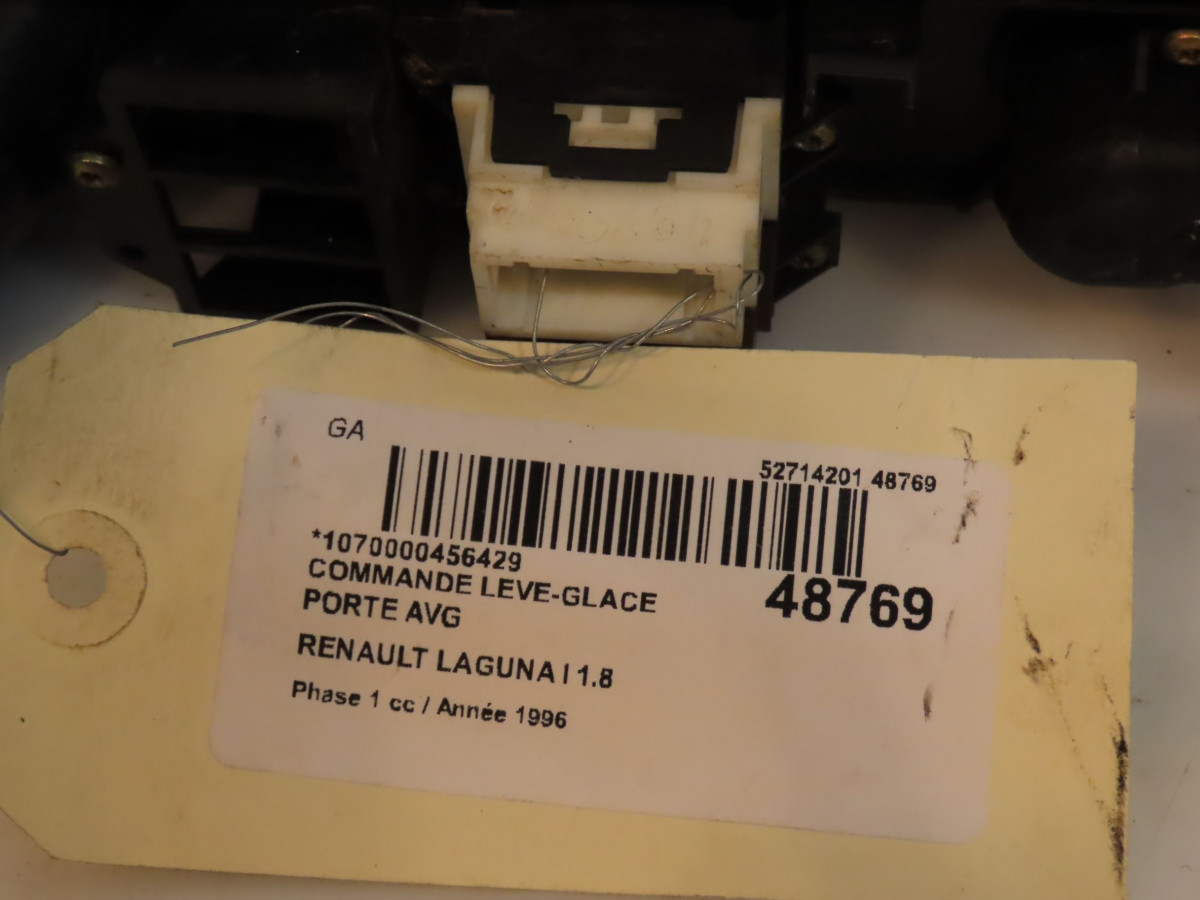 GA
52714201 48769
*1070000456429
COMMANDE LEVE-GLACE
PORTE AVG
48769
RENAULT LAGUNA I 1.8
Phase 1 cc / Année 1996